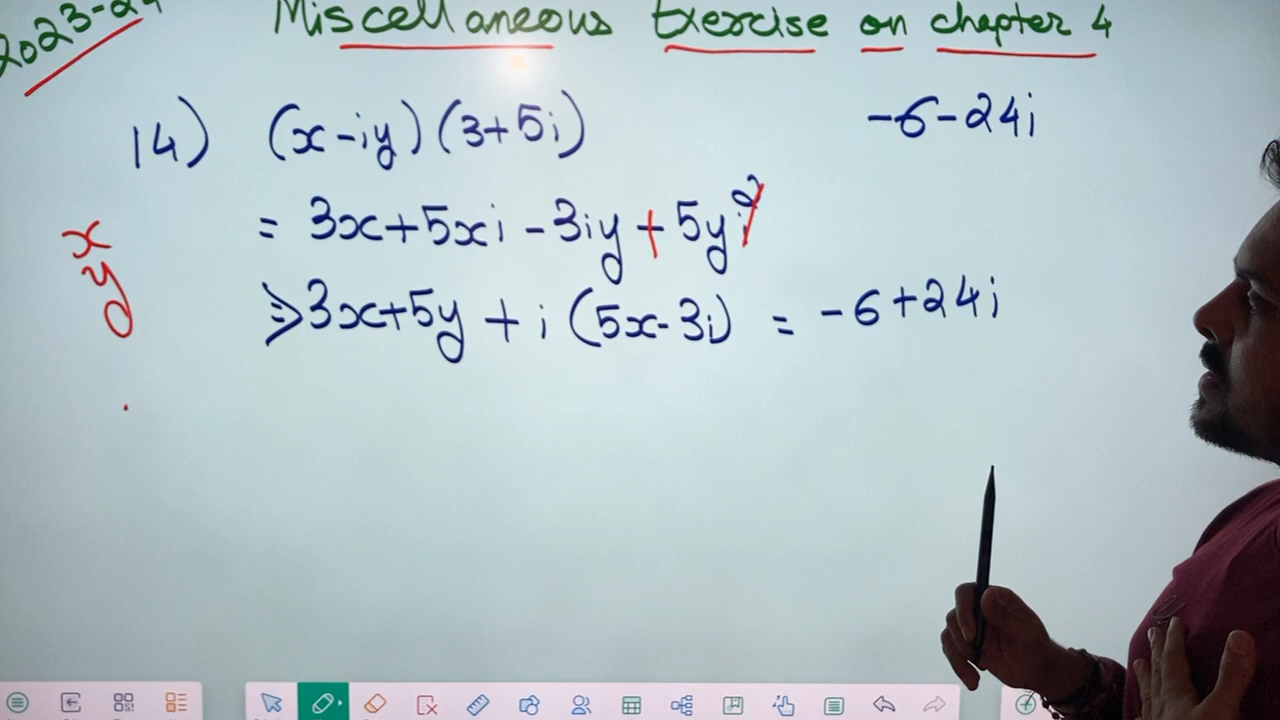 2023-24
Miscellaneous Exercise on chapter 4
14) (x-iy)(3+5i)
-6-24i
= 3x+5xi-3iy+5yi²
x
y
⇒3x+5y+i(5x-3i) = -6+24i